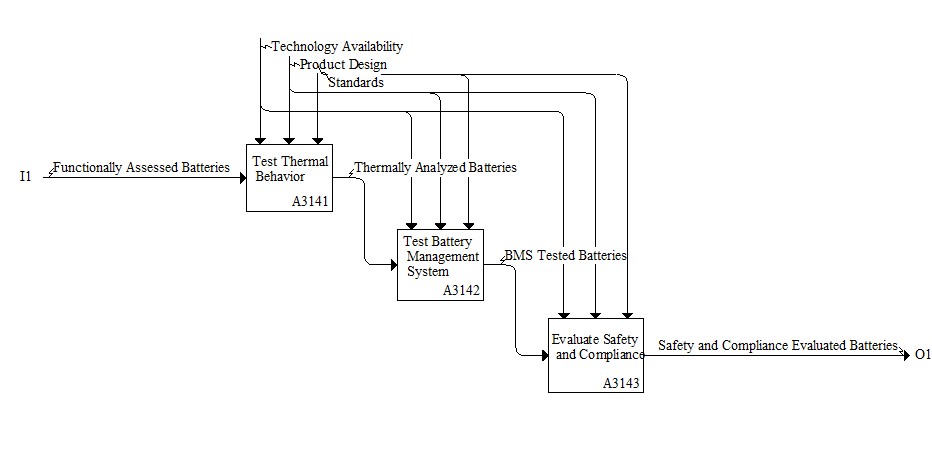 Technology Availability
Product Design
Standards
I1
Functionally Assessed Batteries
Test Thermal
Behavior
A3141
Thermally Analyzed Batteries
Test Battery
Management
System
A3142
BMS Tested Batteries
Evaluate Safety
and Compliance
A3143
Safety and Compliance Evaluated Batteries
O1